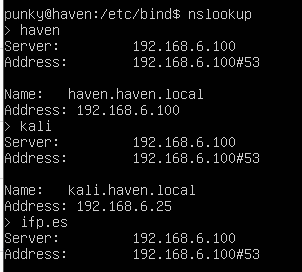 punky@haven:/etc/bind$ nslookup
> haven
Server:         192.168.6.100
Address:        192.168.6.100#53

Name:   haven.haven.local
Address: 192.168.6.100
> kali
Server:         192.168.6.100
Address:        192.168.6.100#53

Name:   kali.haven.local
Address: 192.168.6.25
> ifp.es
Server:         192.168.6.100
Address:        192.168.6.100#53